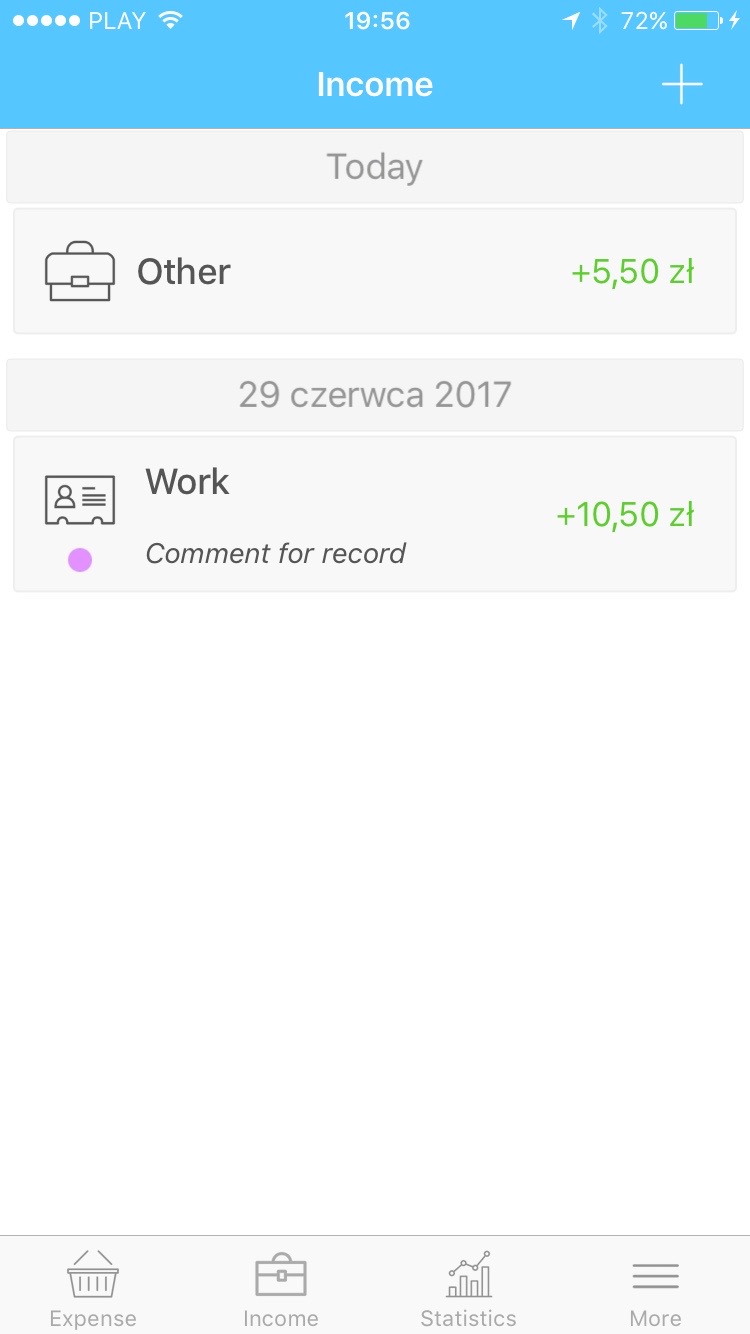 PLAY 19:56 72%
Income
Today
Other +5,50 zł
29 czerwca 2017
Work
+10,50 zł
Comment for record
Expense Income Statistics More